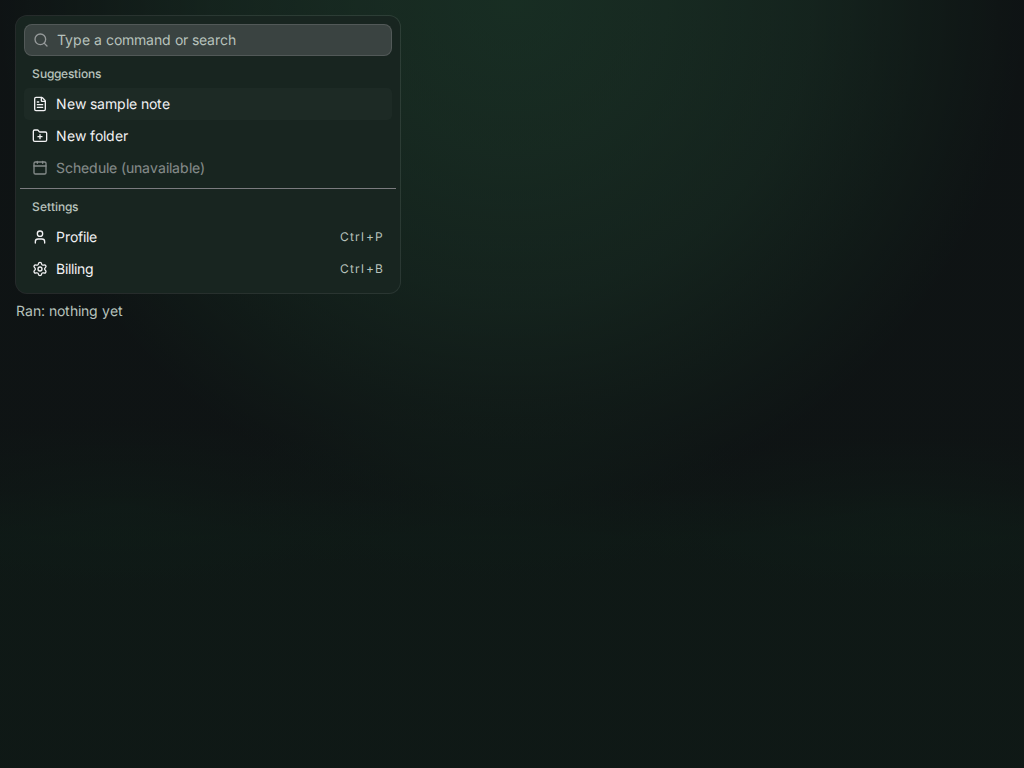 Type a command or search
Suggestions
New sample note
New folder
Schedule (unavailable)
Settings
Profile Ctrl+P
Billing Ctrl+B
Ran: nothing yet